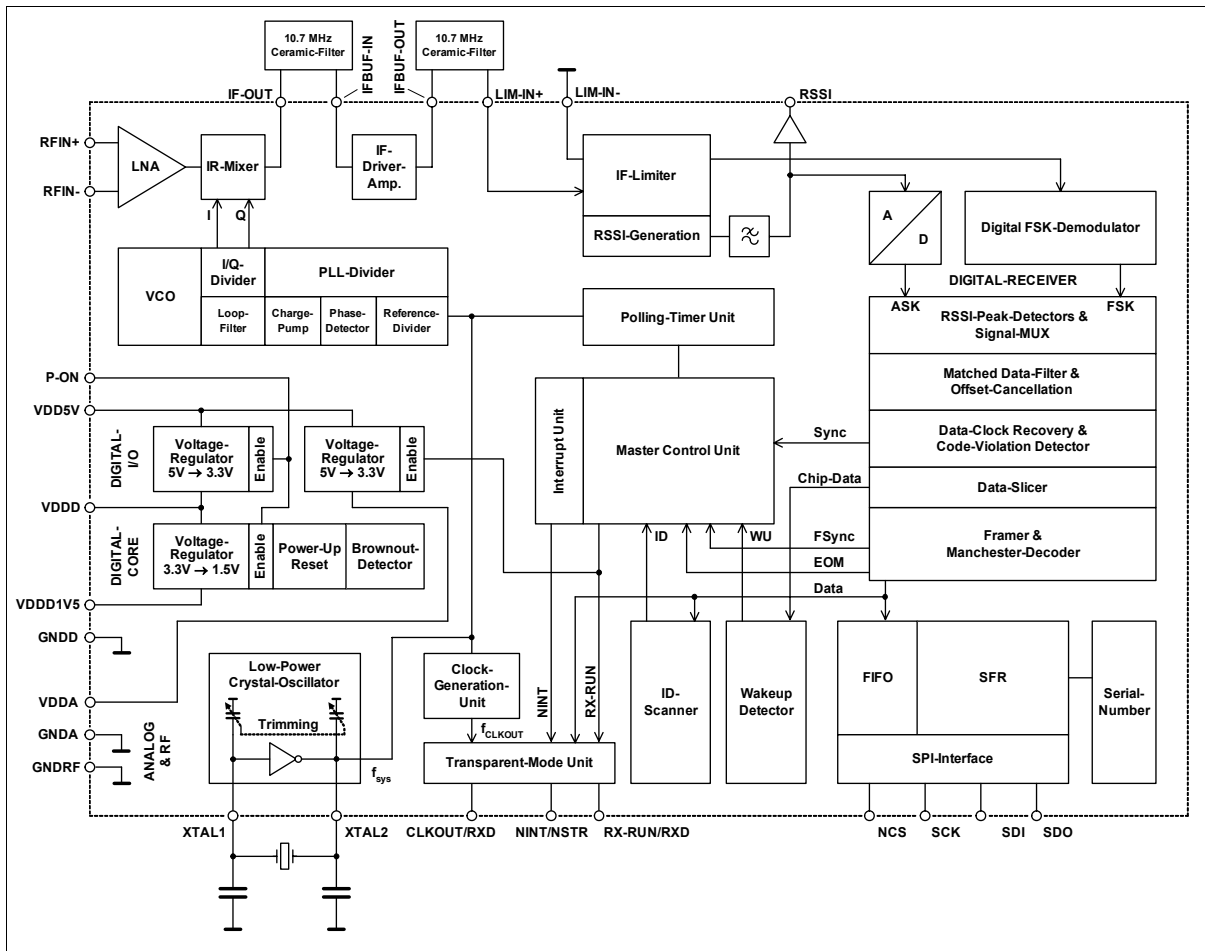 10.7 MHz
Ceramic-Filter
IFBUF-IN
IFBUF-OUT
10.7 MHz
Ceramic-Filter
IF-OUT
LIM-IN+
LIM-IN-
RSSI
RFIN+
RFIN-
LNA
IR-Mixer
IF-
Driver-
Amp.
IF-Limiter
RSSI-Generation
A
D
Digital FSK-Demodulator
I
Q
DIGITAL-RECEIVER
ASK
FSK
VCO
I/Q-
Divider
PLL-Divider
Loop-
Filter
Charge-
Pump
Phase-
Detector
Reference-
Divider
Polling-Timer Unit
RSSI-Peak-Detectors &
Signal-MUX
Matched Data-Filter &
Offset-Cancellation
Data-Clock Recovery &
Code-Violation Detector
Data-Slicer
Framer &
Manchester-Decoder
P-ON
VDD5V
DIGITAL-
I/O
Voltage-
Regulator
5V → 3.3V
Enable
Voltage-
Regulator
5V → 3.3V
Enable
Interrupt Unit
Master Control Unit
Sync
Chip-Data
FSync
EOM
Data
ID
WU
VDDD
DIGITAL-
CORE
Voltage-
Regulator
3.3V → 1.5V
Enable
Power-Up
Reset
Brownout-
Detector
VDDD1V5
GNDD
VDDA
GNDA
GNDRF
ANALOG
& RF
Low-Power
Crystal-Oscillator
Trimming
fsys
Clock-
Generation-
Unit
fCLKOUT
NINT
RX-RUN
Transparent-Mode Unit
ID-
Scanner
Wakeup
Detector
FIFO
SFR
SPI-Interface
Serial-
Number
XTAL1
XTAL2
CLKOUT/RXD
NINT/NSTR
RX-RUN/RXD
NCS
SCK
SDI
SDO